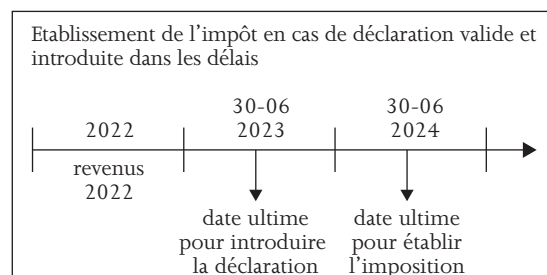 Etablissement de l’impôt en cas de déclaration valide et
introduite dans les délais
30-06
30-06
2022
2023
2024
revenus
2022
date ultime
pour introduire
la déclaration
date ultime
pour établir
l’imposition